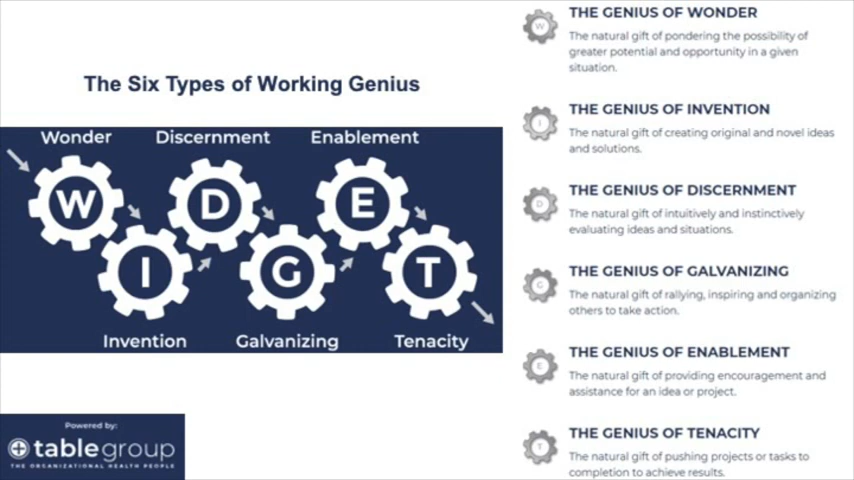 The Six Types of Working Genius
Wonder Discernment Enablement
W D E
I G T
Invention Galvanizing Tenacity
Powered by:
tablegroup
THE ORGANIZATIONAL HEALTH PEOPLE
W
THE GENIUS OF WONDER
The natural gift of pondering the possibility of
greater potential and opportunity in a given
situation.
I
THE GENIUS OF INVENTION
The natural gift of creating original and novel ideas
and solutions.
D
THE GENIUS OF DISCERNMENT
The natural gift of intuitively and instinctively
evaluating ideas and situations.
G
THE GENIUS OF GALVANIZING
The natural gift of rallying, inspiring and organizing
others to take action.
E
THE GENIUS OF ENABLEMENT
The natural gift of providing encouragement and
assistance for an idea or project.
T
THE GENIUS OF TENACITY
The natural gift of pushing projects or tasks to
completion to achieve results.